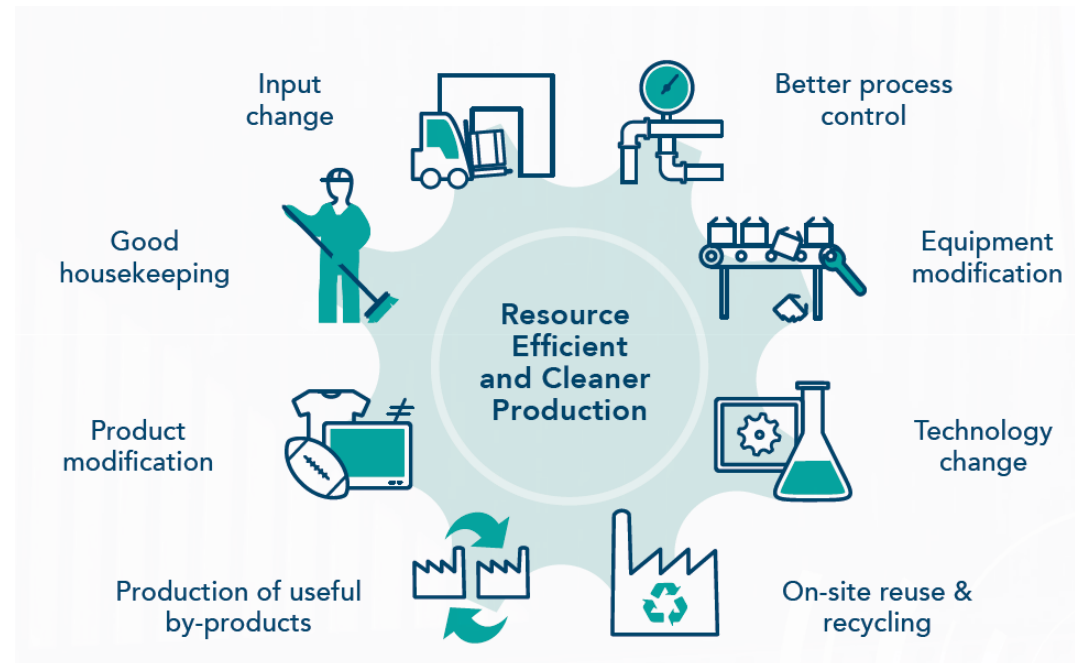 Input
change
Better process
control
Good
housekeeping
Equipment
modification
Resource
Efficient
and Cleaner
Production
Product
modification
Technology
change
Production of useful
by-products
On-site reuse &
recycling